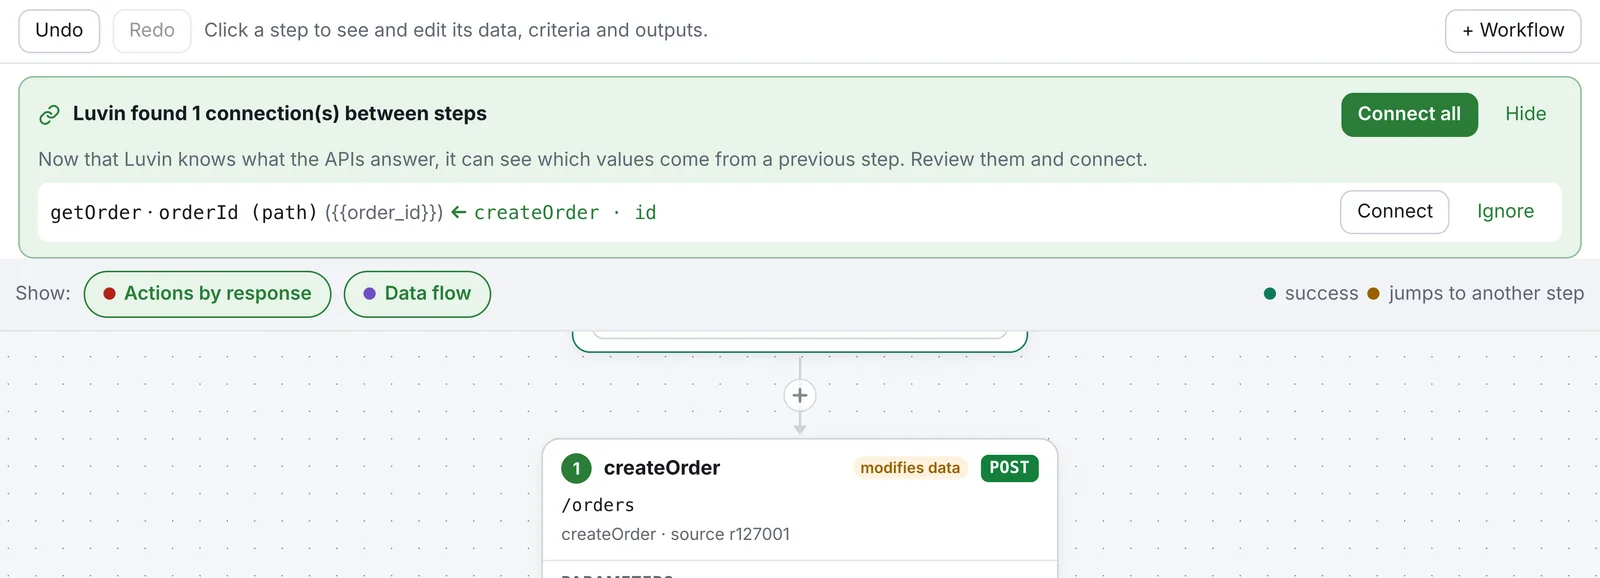 Undo Redo Click a step to see and edit its data, criteria and outputs. + Workflow
Luvin found 1 connection(s) between steps Connect all Hide
Now that Luvin knows what the APIs answer, it can see which values come from a previous step. Review them and connect.
getOrder · orderId (path) ({{order_id}}) ← createOrder · id Connect Ignore
Show: Actions by response Data flow success jumps to another step
+
1 createOrder modifies data POST
/orders
createOrder · source r127001
PARAMETERS